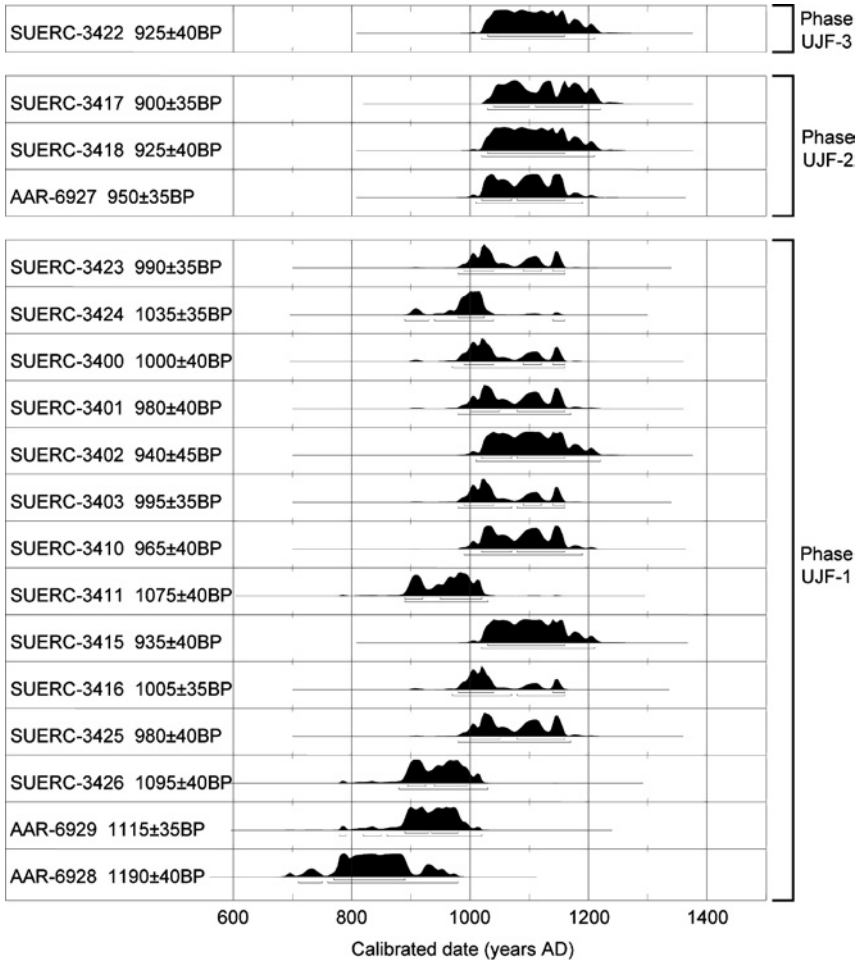 SUERC-3422 925±40BP
Phase
UJF-3
SUERC-3417 900±35BP
SUERC-3418 925±40BP
AAR-6927 950±35BP
Phase
UJF-2
SUERC-3423 990±35BP
SUERC-3424 1035±35BP
SUERC-3400 1000±40BP
SUERC-3401 980±40BP
SUERC-3402 940±45BP
SUERC-3403 995±35BP
SUERC-3410 965±40BP
SUERC-3411 1075±40BP
SUERC-3415 935±40BP
SUERC-3416 1005±35BP
SUERC-3425 980±40BP
SUERC-3426 1095±40BP
AAR-6929 1115±35BP
AAR-6928 1190±40BP
Phase
UJF-1
600 800 1000 1200 1400
Calibrated date (years AD)